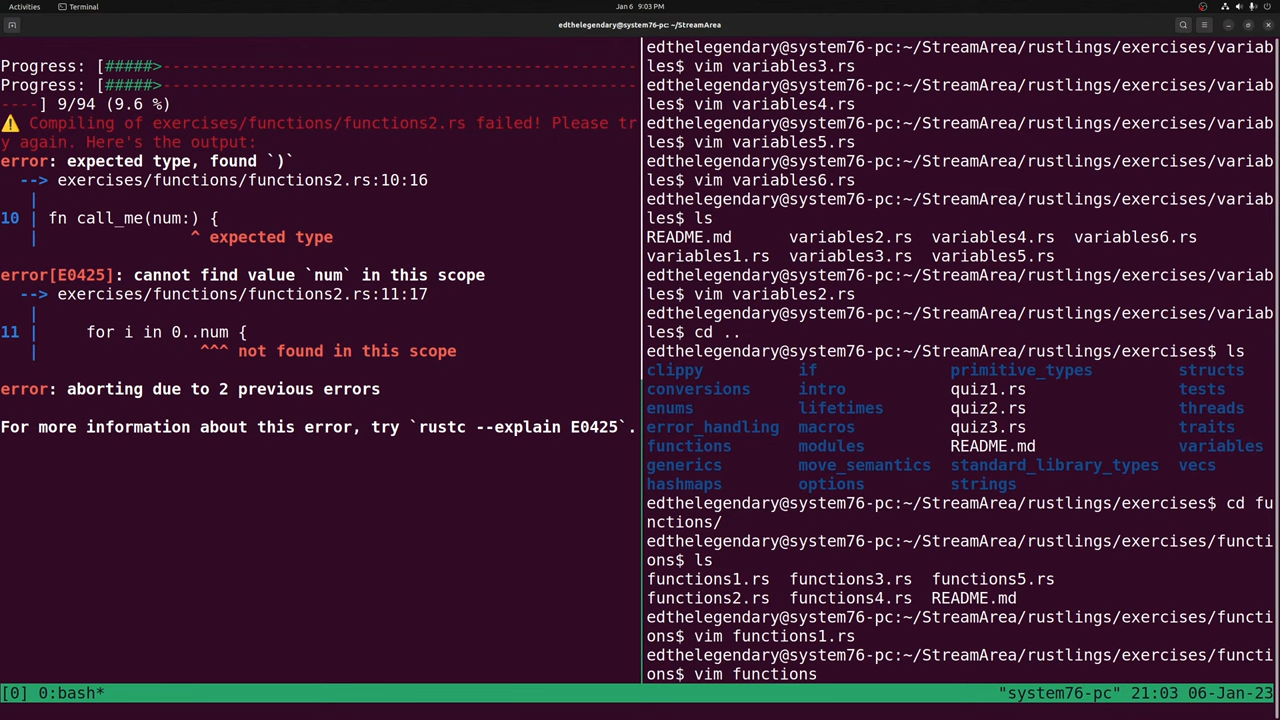 Activities Terminal Jan 6 9:03 PM
edthelegendary@system76-pc:~/StreamArea
Progress: [#####>------------------------------------------------------
Progress: [#####>------------------------------------------------------
----] 9/94 (9.6 %)
⚠️ Compiling of exercises/functions/functions2.rs failed! Please tr
y again. Here's the output:
error: expected type, found `)`
--> exercises/functions/functions2.rs:10:16
|
10 | fn call_me(num:) {
| ^ expected type
error[E0425]: cannot find value `num` in this scope
--> exercises/functions/functions2.rs:11:17
|
11 | for i in 0..num {
| ^^^ not found in this scope
error: aborting due to 2 previous errors
For more information about this error, try `rustc --explain E0425`.
edthelegendary@system76-pc:~/StreamArea/rustlings/exercises/variab
les$ vim variables3.rs
edthelegendary@system76-pc:~/StreamArea/rustlings/exercises/variab
les$ vim variables4.rs
edthelegendary@system76-pc:~/StreamArea/rustlings/exercises/variab
les$ vim variables5.rs
edthelegendary@system76-pc:~/StreamArea/rustlings/exercises/variab
les$ vim variables6.rs
edthelegendary@system76-pc:~/StreamArea/rustlings/exercises/variab
les$ ls
README.md variables2.rs variables4.rs variables6.rs
variables1.rs variables3.rs variables5.rs
edthelegendary@system76-pc:~/StreamArea/rustlings/exercises/variab
les$ vim variables2.rs
edthelegendary@system76-pc:~/StreamArea/rustlings/exercises/variab
les$ cd ..
edthelegendary@system76-pc:~/StreamArea/rustlings/exercises$ ls
clippy if primitive_types structs
conversions intro quiz1.rs tests
enums lifetimes quiz2.rs threads
error_handling macros quiz3.rs traits
functions modules README.md variables
generics move_semantics standard_library_types vecs
hashmaps options strings
edthelegendary@system76-pc:~/StreamArea/rustlings/exercises$ cd fu
nctions/
edthelegendary@system76-pc:~/StreamArea/rustlings/exercises/functi
ons$ ls
functions1.rs functions3.rs functions5.rs
functions2.rs functions4.rs README.md
edthelegendary@system76-pc:~/StreamArea/rustlings/exercises/functi
ons$ vim functions1.rs
edthelegendary@system76-pc:~/StreamArea/rustlings/exercises/functi
ons$ vim functions
[0] 0:bash* "system76-pc" 21:03 06-Jan-23